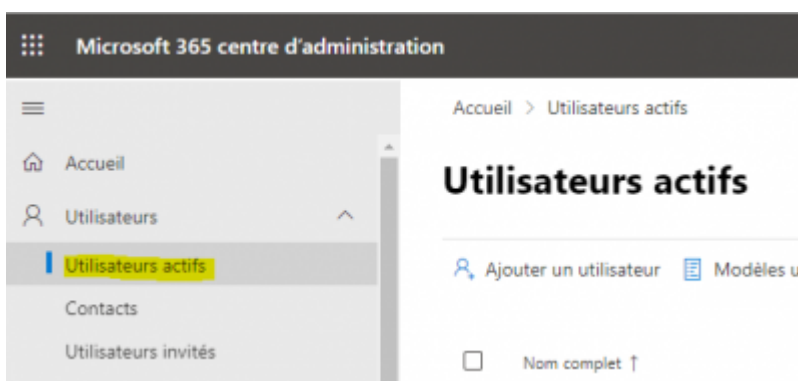 Microsoft 365 centre d'administration
Accueil > Utilisateurs actifs
Accueil
Utilisateurs actifs
Utilisateurs
Utilisateurs actifs
Ajouter un utilisateur
Modèles u
Contacts
Utilisateurs invités
Nom complet ↑